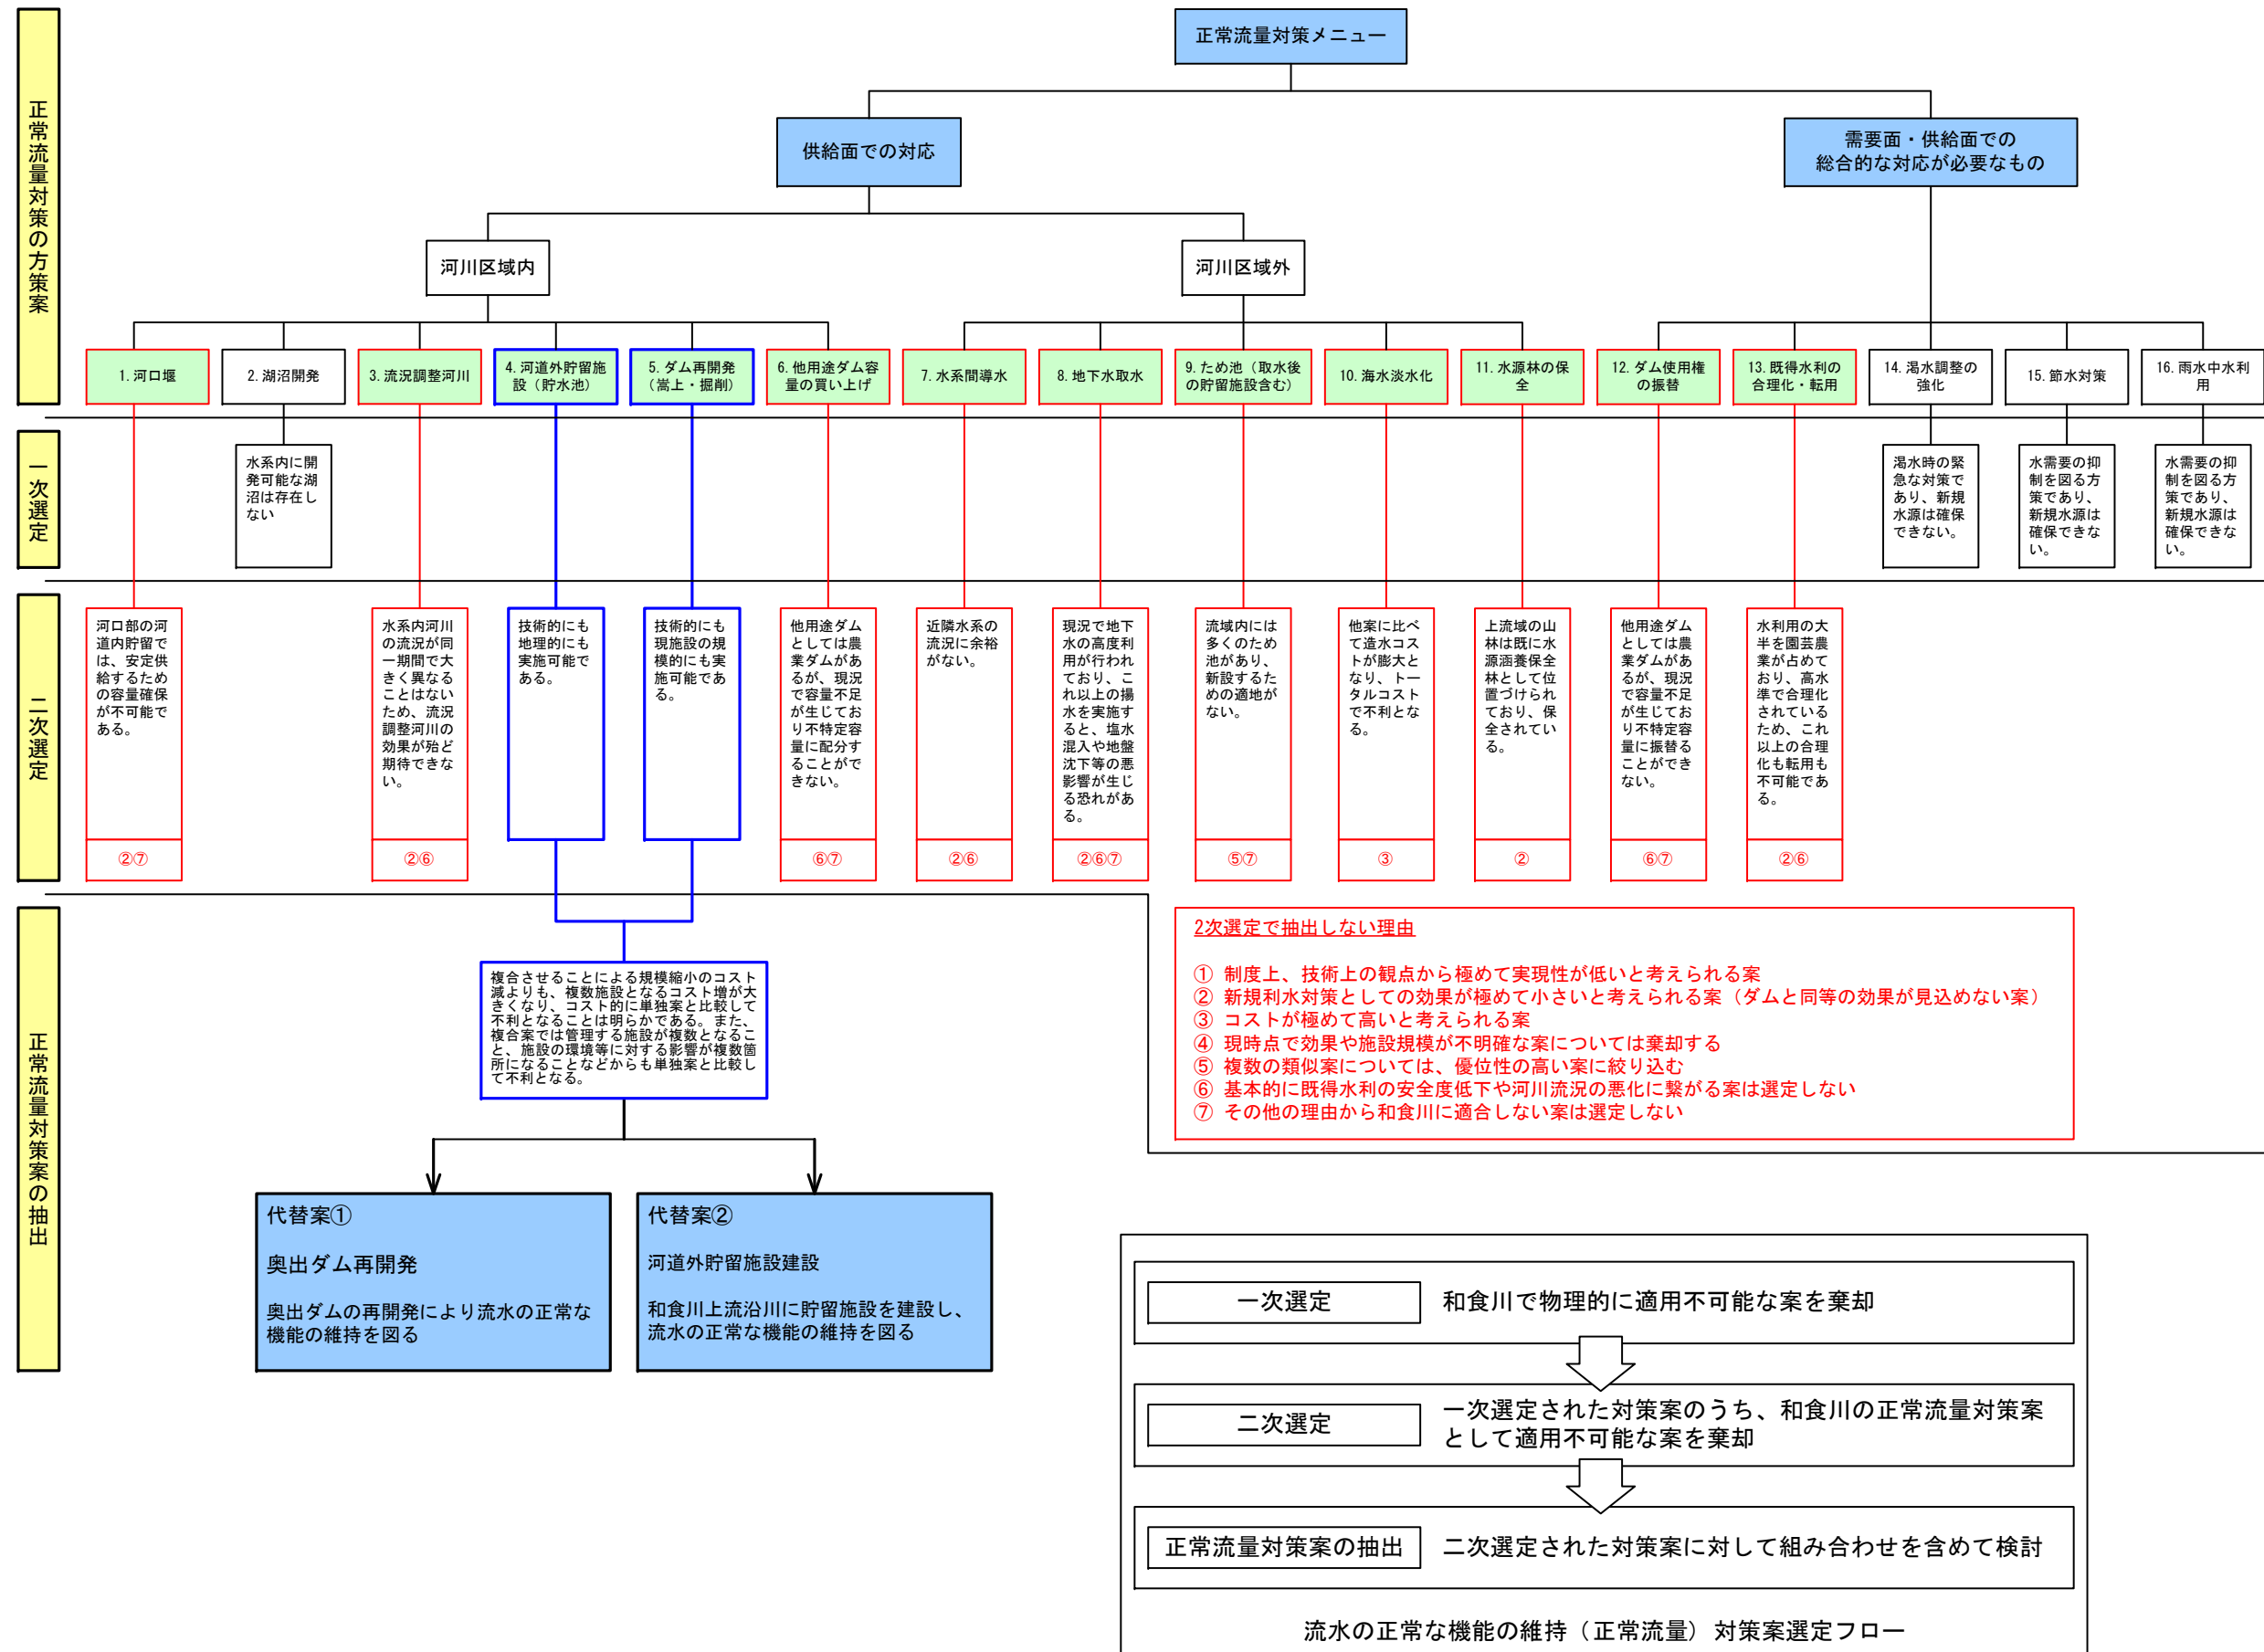 正常流量対策の方策案
正常流量対策メニュー
供給面での対応
需要面・供給面での
総合的な対応が必要なもの
河川区域内
河川区域外
1.河口堰
2.湖沼開発
3.流況調整河川
4.河道外貯留施
設（貯水池）
5.ダム再開発
（嵩上・掘削）
6.他用途ダム容
量の買い上げ
7.水系間導水
8.地下水取水
9.ため池（取水後
の貯留施設含む）
10.海水淡水化
11.水源林の保
全
12.ダム使用権
の振替
13.既得水利の
合理化・転用
14.渇水調整の
強化
15.節水対策
16.雨水中水利
用
一次選定
水系内に開
発可能な湖
沼は存在し
ない
渇水時の緊
急な対策で
あり、新規
水源は確保
できない。
水需要の抑
制を図る方
策であり、
新規水源は
確保できな
い。
水需要の抑
制を図る方
策であり、
新規水源は
確保できな
い。
二次選定
河口部の河
道内貯留で
は、安定供
給するため
の容量確保
が不可能で
ある。
②⑦
水系内河川
の流況が同
一期間で大
きく異なる
ことはない
ため、流況
調整河川の
効果が殆ど
期待できな
い。
②⑥
技術的にも
地理的にも
実施可能で
ある。
技術的にも
現施設の規
模的にも実
施可能であ
る。
他用途ダム
としては農
業ダムがあ
るが、現況
で容量不足
が生じてお
り不特定容
量に配分す
ることがで
きない。
⑥⑦
近隣水系の
流況に余裕
がない。
②⑥
現況で地下
水の高度利
用が行われ
ており、こ
れ以上の揚
水を実施す
ると、塩水
混入や地盤
沈下等の悪
影響が生じ
る恐れがあ
る。
②⑥⑦
流域内には
多くのため
池があり、
新設するた
めの適地が
ない。
⑤⑦
他案に比べ
て造水コス
トが膨大と
なり、トー
タルコスト
で不利とな
る。
③
上流域の山
林は既に水
源涵養保全
林として位
置づけられ
ており、保
全されてい
る。
②
他用途ダム
としては農
業ダムがあ
るが、現況
で容量不足
が生じてお
り不特定容
量に振替る
ことができ
ない。
⑥⑦
水利用の大
半を園芸農
業が占めて
おり、高水
準で合理化
されている
ため、これ
以上の合理
化も転用も
不可能であ
る。
②⑥
正常流量対策案の抽出
複合させることによる規模縮小のコスト
減よりも、複数施設となるコスト増が大
きくなり、コスト的に単独案と比較して
不利となることは明らかである。また、
複合案では管理する施設が複数となるこ
と、施設の環境等に対する影響が複数箇
所になることなどからも単独案と比較し
て不利となる。
2次選定で抽出しない理由
① 制度上、技術上の観点から極めて実現性が低いと考えられる案
② 新規利水対策としての効果が極めて小さいと考えられる案（ダムと同等の効果が見込めない案）
③ コストが極めて高いと考えられる案
④ 現時点で効果や施設規模が不明確な案については棄却する
⑤ 複数の類似案については、優位性の高い案に絞り込む
⑥ 基本的に既得水利の安全度低下や河川流況の悪化に繋がる案は選定しない
⑦ その他の理由から和食川に適合しない案は選定しない
代替案①
奥出ダム再開発
奥出ダムの再開発により流水の正常な
機能の維持を図る
代替案②
河道外貯留施設建設
和食川上流沿川に貯留施設を建設し、
流水の正常な機能の維持を図る
一次選定
和食川で物理的に適用不可能な案を棄却
二次選定
一次選定された対策案のうち、和食川の正常流量対策案
として適用不可能な案を棄却
正常流量対策案の抽出
二次選定された対策案に対して組み合わせを含めて検討
流水の正常な機能の維持（正常流量）対策案選定フロー